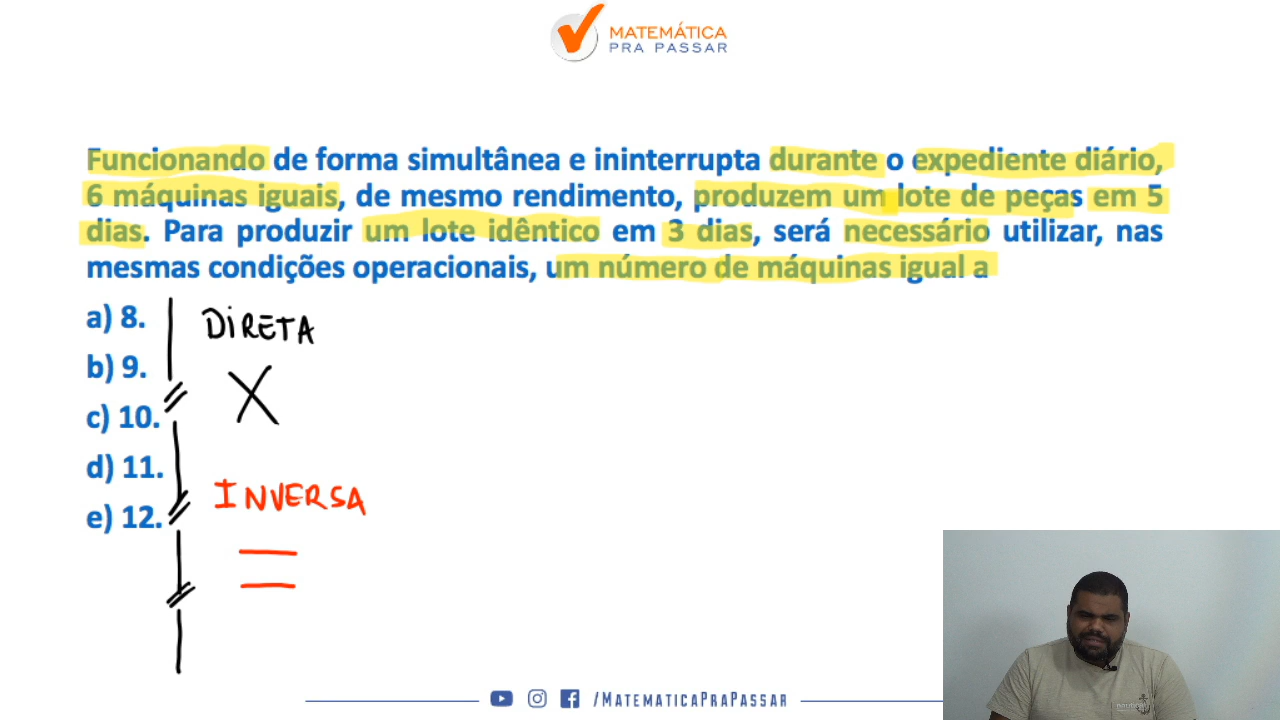 MATEMÁTICA
PRA PASSAR
Funcionando de forma simultânea e ininterrupta durante o expediente diário,
6 máquinas iguais, de mesmo rendimento, produzem um lote de peças em 5
dias. Para produzir um lote idêntico em 3 dias, será necessário utilizar, nas
mesmas condições operacionais, um número de máquinas igual a
a) 8.
DIRETA
b) 9.
X
c) 10.
d) 11.
INVERSA
e) 12.
=
/MATEMATICAPRAPASSAR